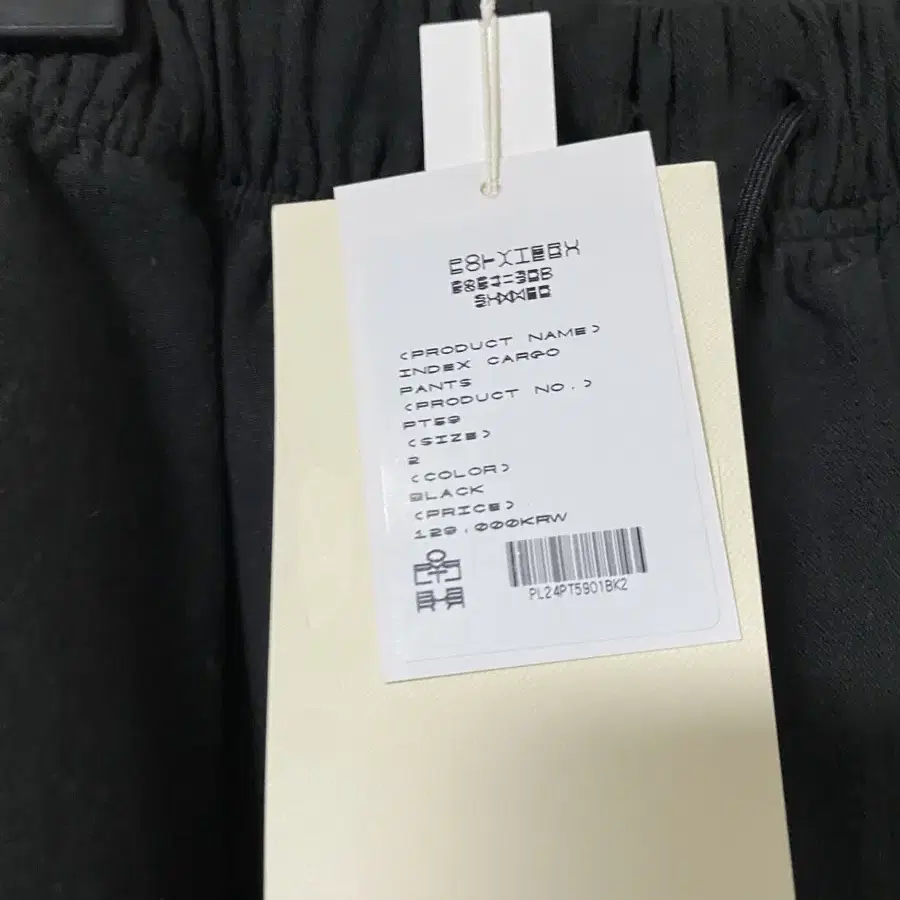 <PRODUCT NAME>
INDEX CARGO
PANTS
<PRODUCT NO.>
PT59
<SIZE>
2
<COLOR>
BLACK
<PRICE>
129.000KRW
PL24PT5901BK2